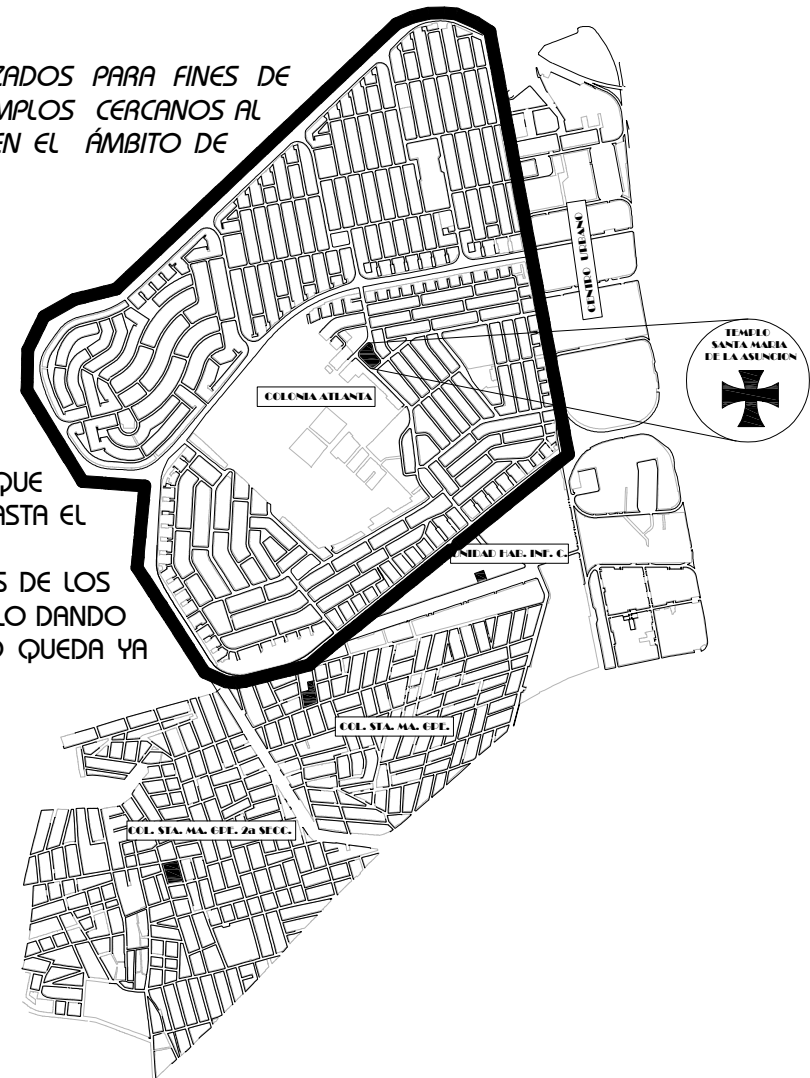 ZADOS PARA FINES DE
MPLOS CERCANOS AL
EN EL ÁMBITO DE
CENTRO URBANO
TEMPLO
SANTA MARIA
DE LA ASUNCION
COLONIA ATLANTA
QUE
ASTA EL
UNIDAD HAB. INF. C.
S DE LOS
LO DANDO
O QUEDA YA
COL. STA. MA. GPE.
COL. STA. MA. GPE. 2a SECC.